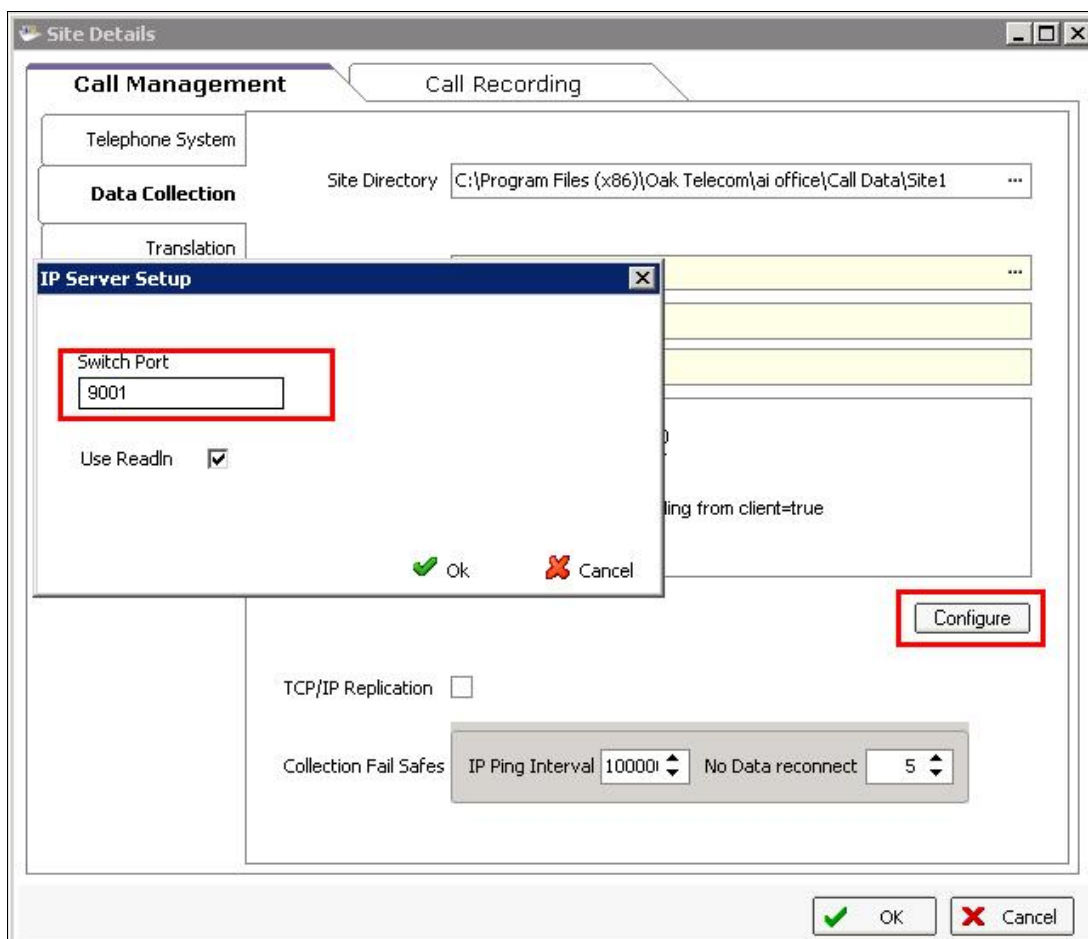 Site Details
Call Management
Call Recording
Telephone System
Data Collection
Translation
Site Directory C:\Program Files (x86)\Oak Telecom\ai office\Call Data\Site1 ...
...
IP Server Setup
Switch Port
9001
Use Readln
Ok
Cancel
from client=true
Configure
TCP/IP Replication
Collection Fail Safes IP Ping Interval 10000 No Data reconnect 5
OK
Cancel